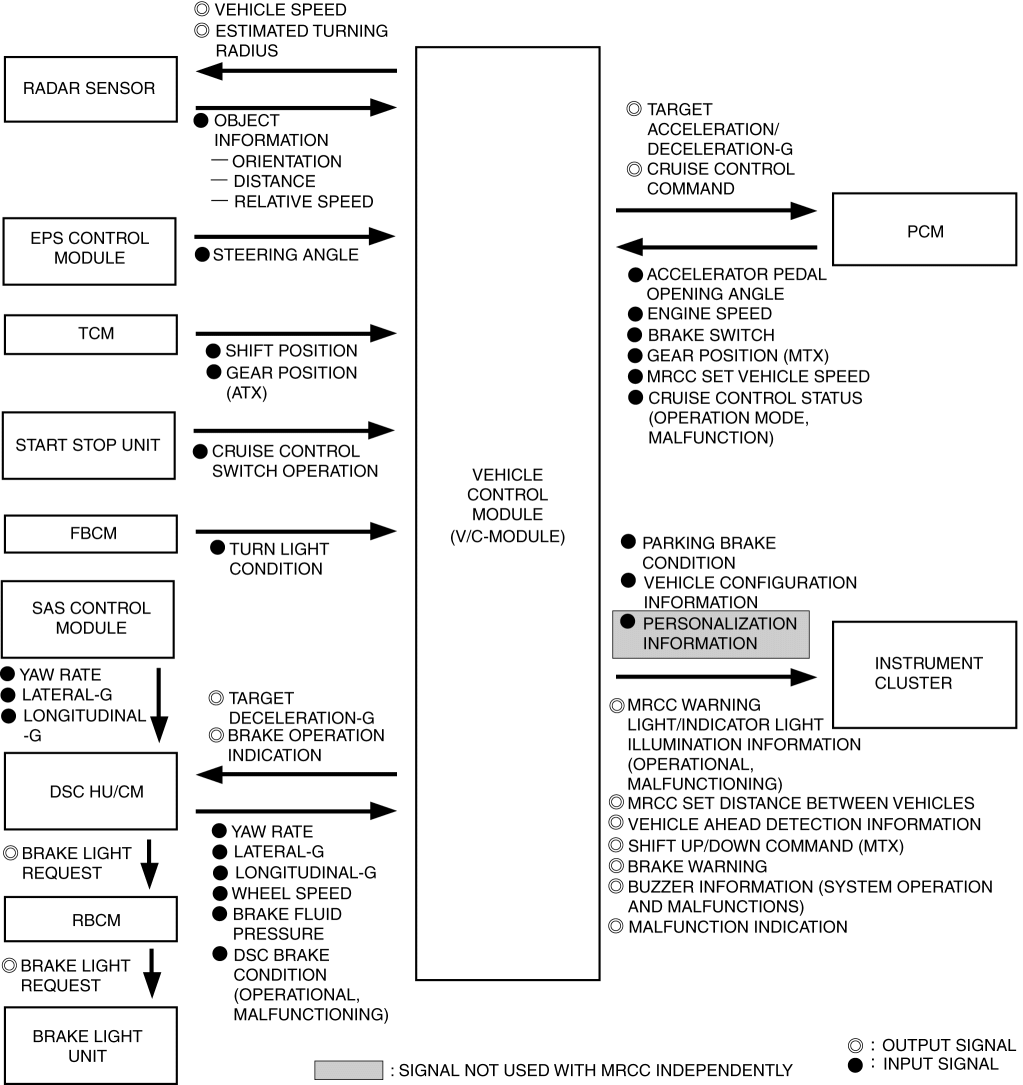 ◎ VEHICLE SPEED
◎ ESTIMATED TURNING
RADIUS
RADAR SENSOR
● OBJECT
INFORMATION
— ORIENTATION
— DISTANCE
— RELATIVE SPEED
EPS CONTROL
MODULE
● STEERING ANGLE
TCM
● SHIFT POSITION
● GEAR POSITION
(ATX)
START STOP UNIT
● CRUISE CONTROL
SWITCH OPERATION
FBCM
● TURN LIGHT
CONDITION
SAS CONTROL
MODULE
● YAW RATE
● LATERAL-G
● LONGITUDINAL
-G
◎ TARGET
DECELERATION-G
◎ BRAKE OPERATION
INDICATION
DSC HU/CM
● YAW RATE
● LATERAL-G
● LONGITUDINAL-G
● WHEEL SPEED
● BRAKE FLUID
PRESSURE
● DSC BRAKE
CONDITION
(OPERATIONAL,
MALFUNCTIONING)
◎ BRAKE LIGHT
REQUEST
RBCM
◎ BRAKE LIGHT
REQUEST
BRAKE LIGHT
UNIT
VEHICLE
CONTROL
MODULE
(V/C-MODULE)
◎ TARGET
ACCELERATION/
DECELERATION-G
◎ CRUISE CONTROL
COMMAND
PCM
● ACCELERATOR PEDAL
OPENING ANGLE
● ENGINE SPEED
● BRAKE SWITCH
● GEAR POSITION (MTX)
● MRCC SET VEHICLE SPEED
● CRUISE CONTROL STATUS
(OPERATION MODE,
MALFUNCTION)
● PARKING BRAKE
CONDITION
● VEHICLE CONFIGURATION
INFORMATION
● PERSONALIZATION
INFORMATION
INSTRUMENT
CLUSTER
◎ MRCC WARNING
LIGHT/INDICATOR LIGHT
ILLUMINATION INFORMATION
(OPERATIONAL,
MALFUNCTIONING)
◎ MRCC SET DISTANCE BETWEEN VEHICLES
◎ VEHICLE AHEAD DETECTION INFORMATION
◎ SHIFT UP/DOWN COMMAND (MTX)
◎ BRAKE WARNING
◎ BUZZER INFORMATION (SYSTEM OPERATION
AND MALFUNCTIONS)
◎ MALFUNCTION INDICATION
◎ : OUTPUT SIGNAL
● : INPUT SIGNAL
: SIGNAL NOT USED WITH MRCC INDEPENDENTLY